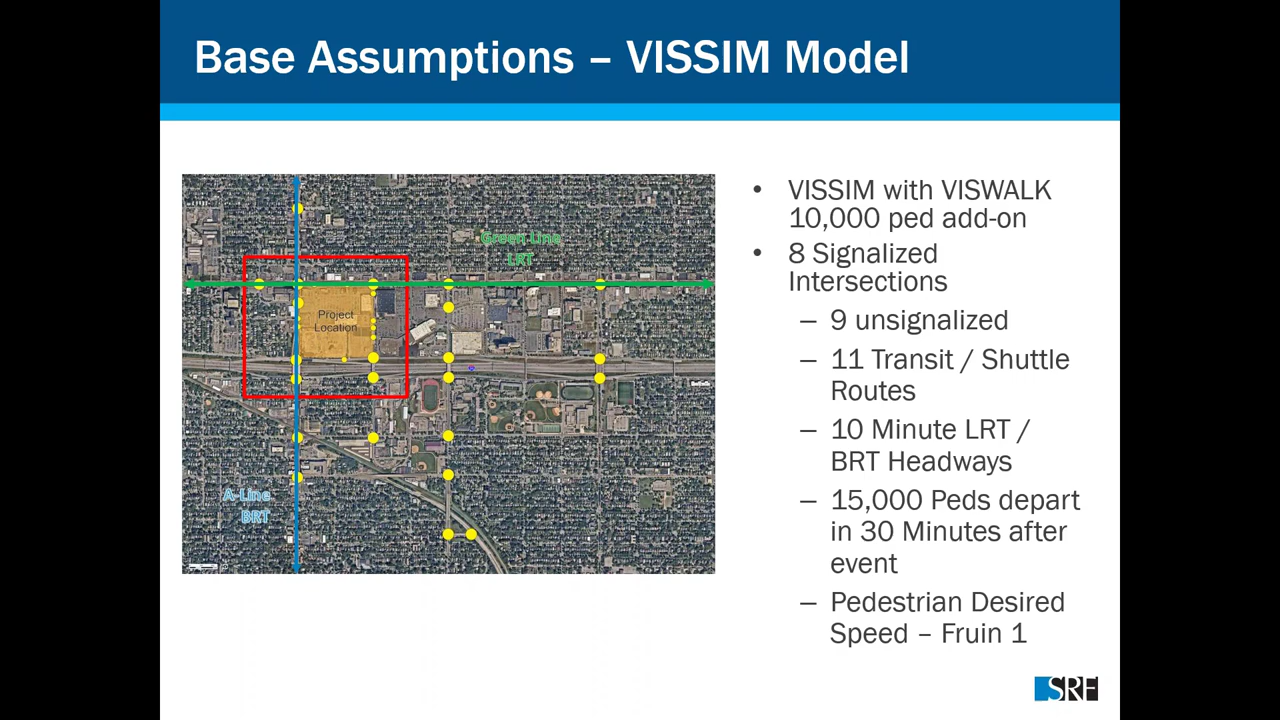 Base Assumptions – VISSIM Model
Green Line
LRT
Project
Location
A-Line
BRT
• VISSIM with VISWALK
10,000 ped add-on
• 8 Signalized
Intersections
– 9 unsignalized
– 11 Transit / Shuttle
Routes
– 10 Minute LRT /
BRT Headways
– 15,000 Peds depart
in 30 Minutes after
event
– Pedestrian Desired
Speed – Fruin 1
SRF